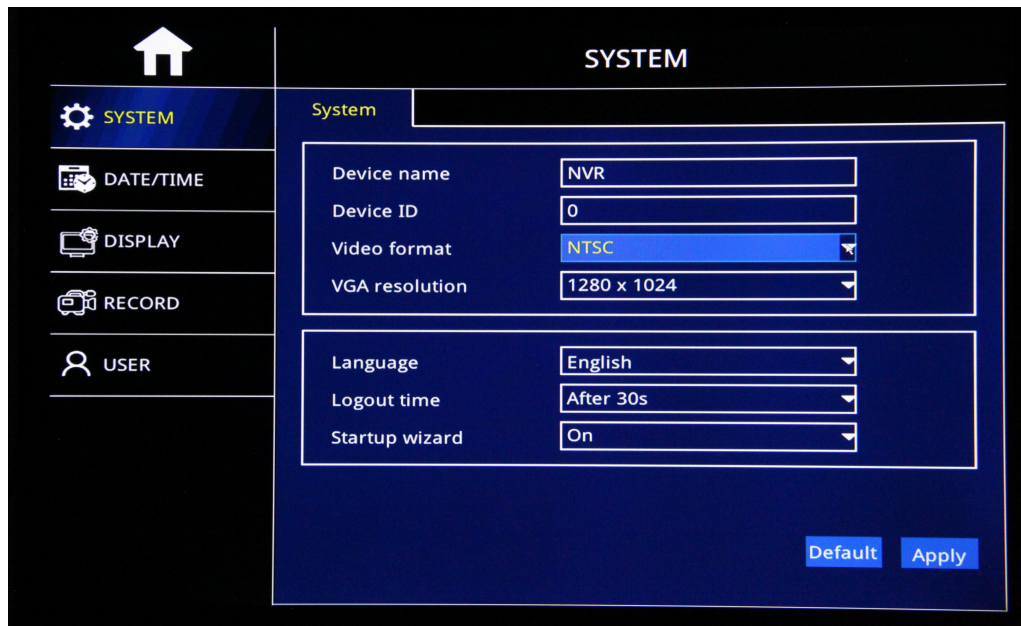 SYSTEM
SYSTEM
DATE/TIME
DISPLAY
RECORD
USER
System
Device name NVR
Device ID 0
Video format NTSC
VGA resolution 1280 x 1024
Language English
Logout time After 30s
Startup wizard On
Default Apply